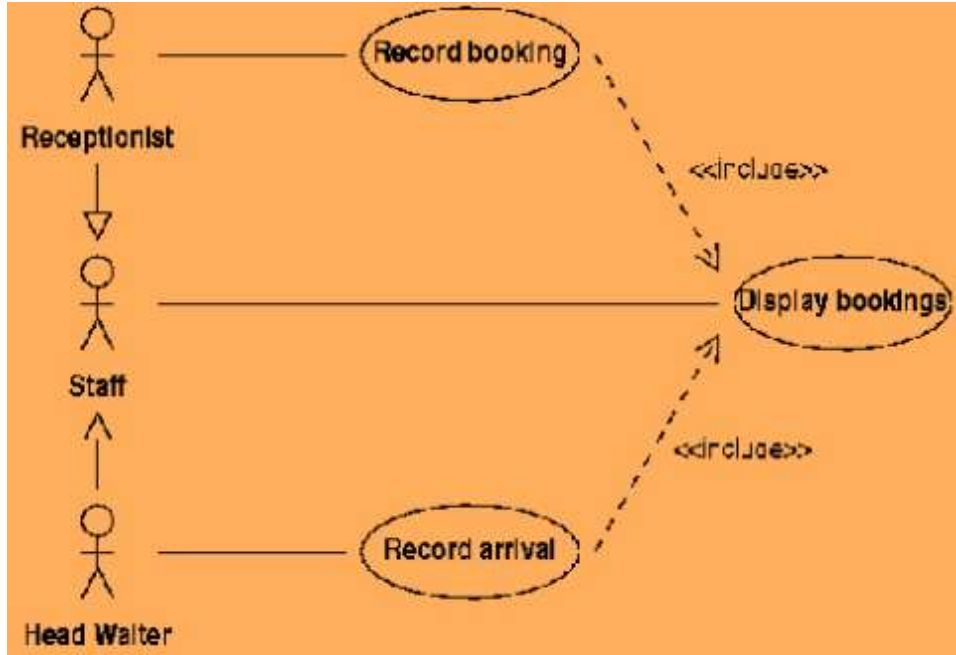 Record booking
Receptionist
<<include>>
Display bookings
Staff
<<include>>
Record arrival
Head Waiter